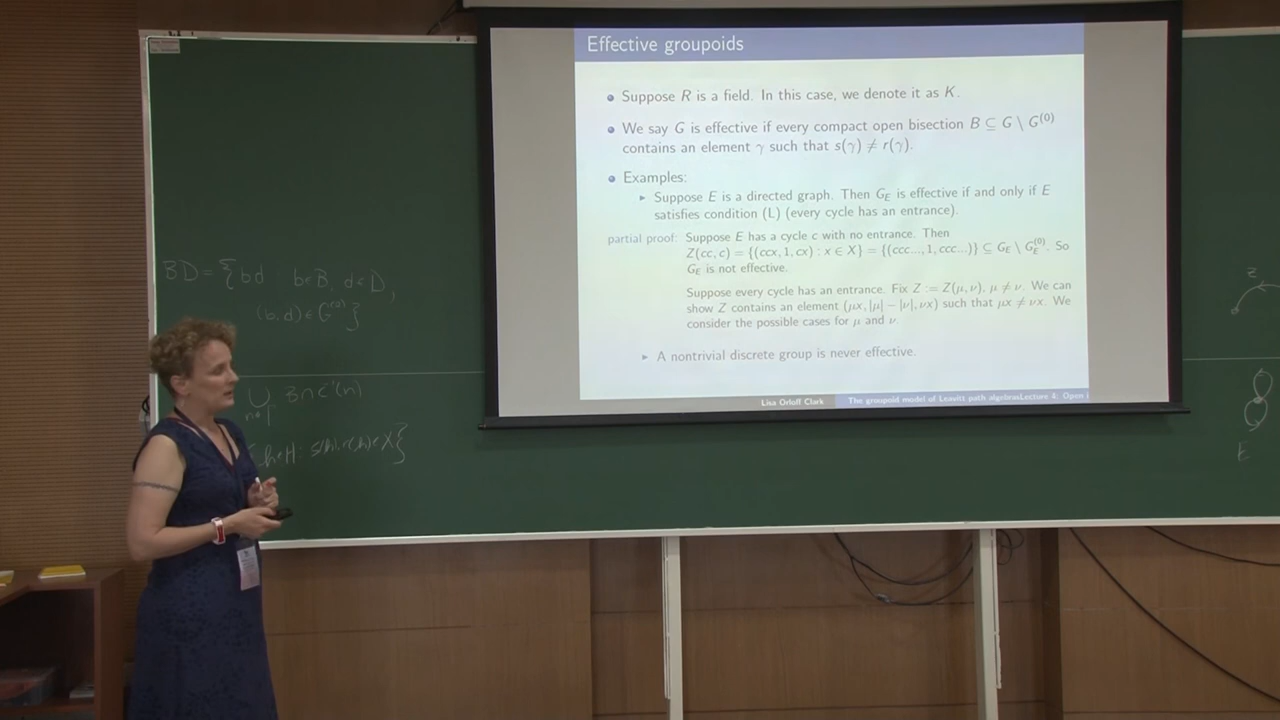 Effective groupoids
Suppose R is a field. In this case, we denote it as K.
We say G is effective if every compact open bisection B ⊆ G \ G⁽⁰⁾
contains an element γ such that s(γ) ≠ r(γ).
Examples:
Suppose E is a directed graph. Then G_E is effective if and only if E
satisfies condition (L) (every cycle has an entrance).
partial proof: Suppose E has a cycle c with no entrance. Then
Z(cc, c) = {(ccx, 1, cx) : x ∈ X} = {(ccc..., 1, ccc...)} ⊆ G_E \ G_E⁽⁰⁾. So
G_E is not effective.
Suppose every cycle has an entrance. Fix Z := Z(μ, ν), μ ≠ ν. We can
show Z contains an element (μx, |μ| − |ν|, νx) such that μx ≠ νx. We
consider the possible cases for μ and ν.
A nontrivial discrete group is never effective.
Lisa Orloff Clark The groupoid model of Leavitt path algebrasLecture 4: Open
BD = { bd b∈B, d∈D,
(b,d) ∈ G⁽²⁾ }
∪ B∩c⁻¹(n)
X}
z
E